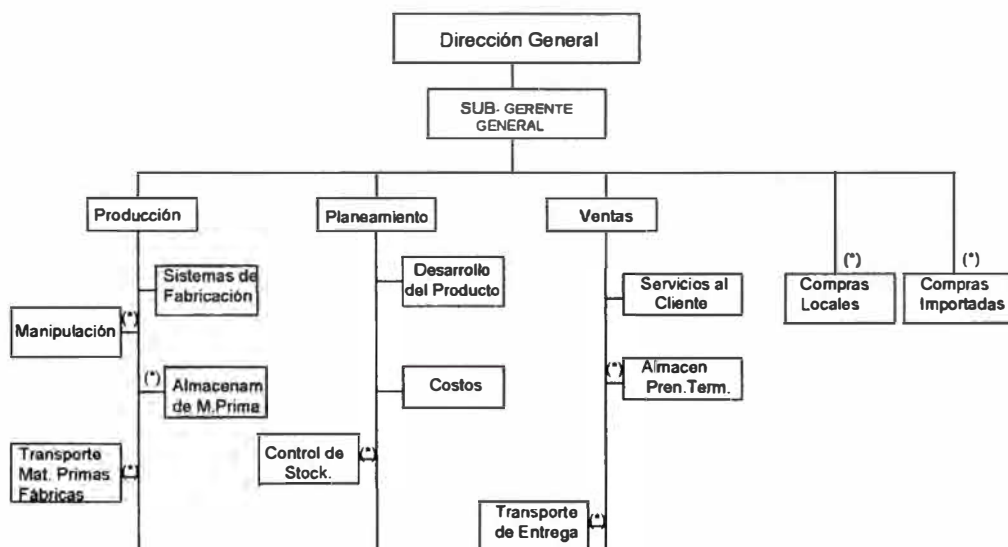 Dirección General
SUB- GERENTE
GENERAL
Producción
Planeamiento
Ventas
(*)
Compras
Locales
(*)
Compras
Importadas
Sistemas de
Fabricación
Manipulación
(*)
(*)
Almacenam
de M.Prima
Transporte
Mat. Primas
Fábricas
(*)
Desarrollo
del Producto
Costos
Control de
Stock.
(*)
Servicios al
Cliente
(*)
Almacen
Pren.Term.
Transporte
de Entrega
(*)